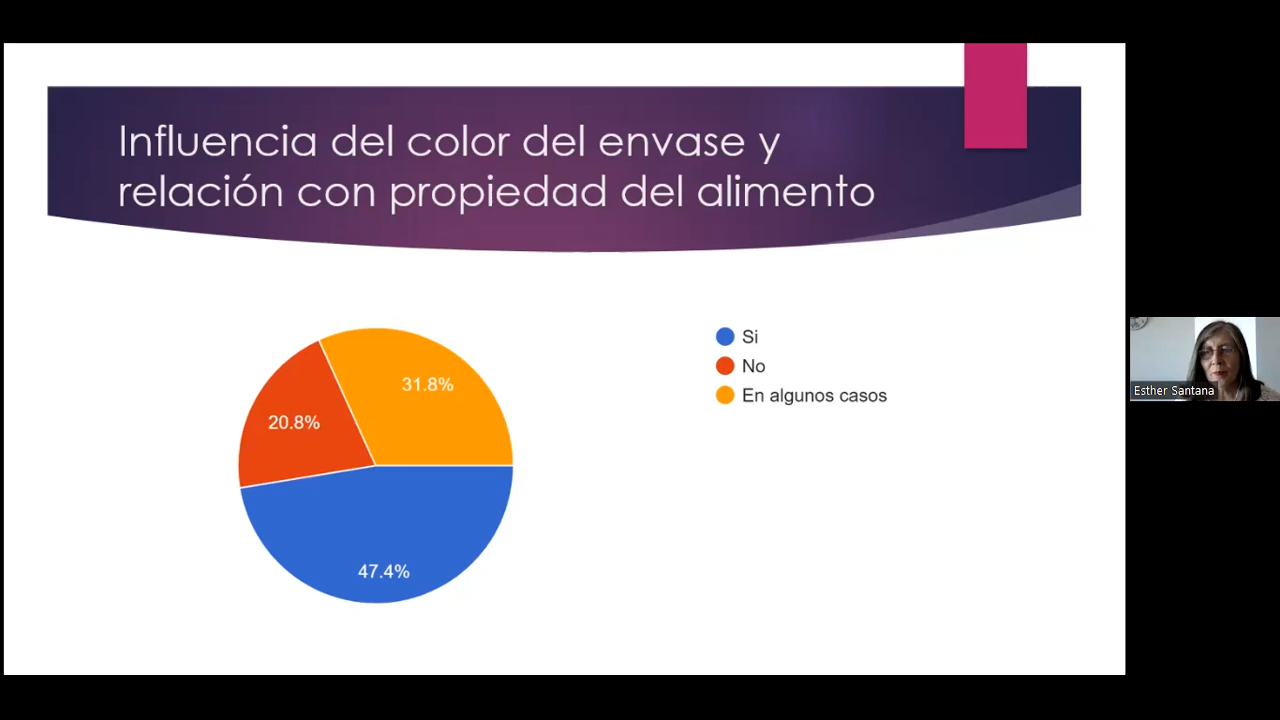 Influencia del color del envase y
relación con propiedad del alimento
31.8%
20.8%
47.4%
Si
No
En algunos casos
Esther Santana